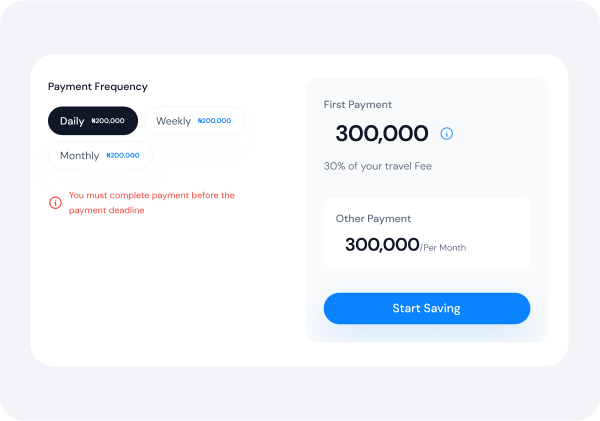 Payment Frequency
Daily ₦200,000
Weekly ₦200,000
Monthly ₦200,000
You must complete payment before the
payment deadline
First Payment
300,000
30% of your travel Fee
Other Payment
300,000/Per Month
Start Saving